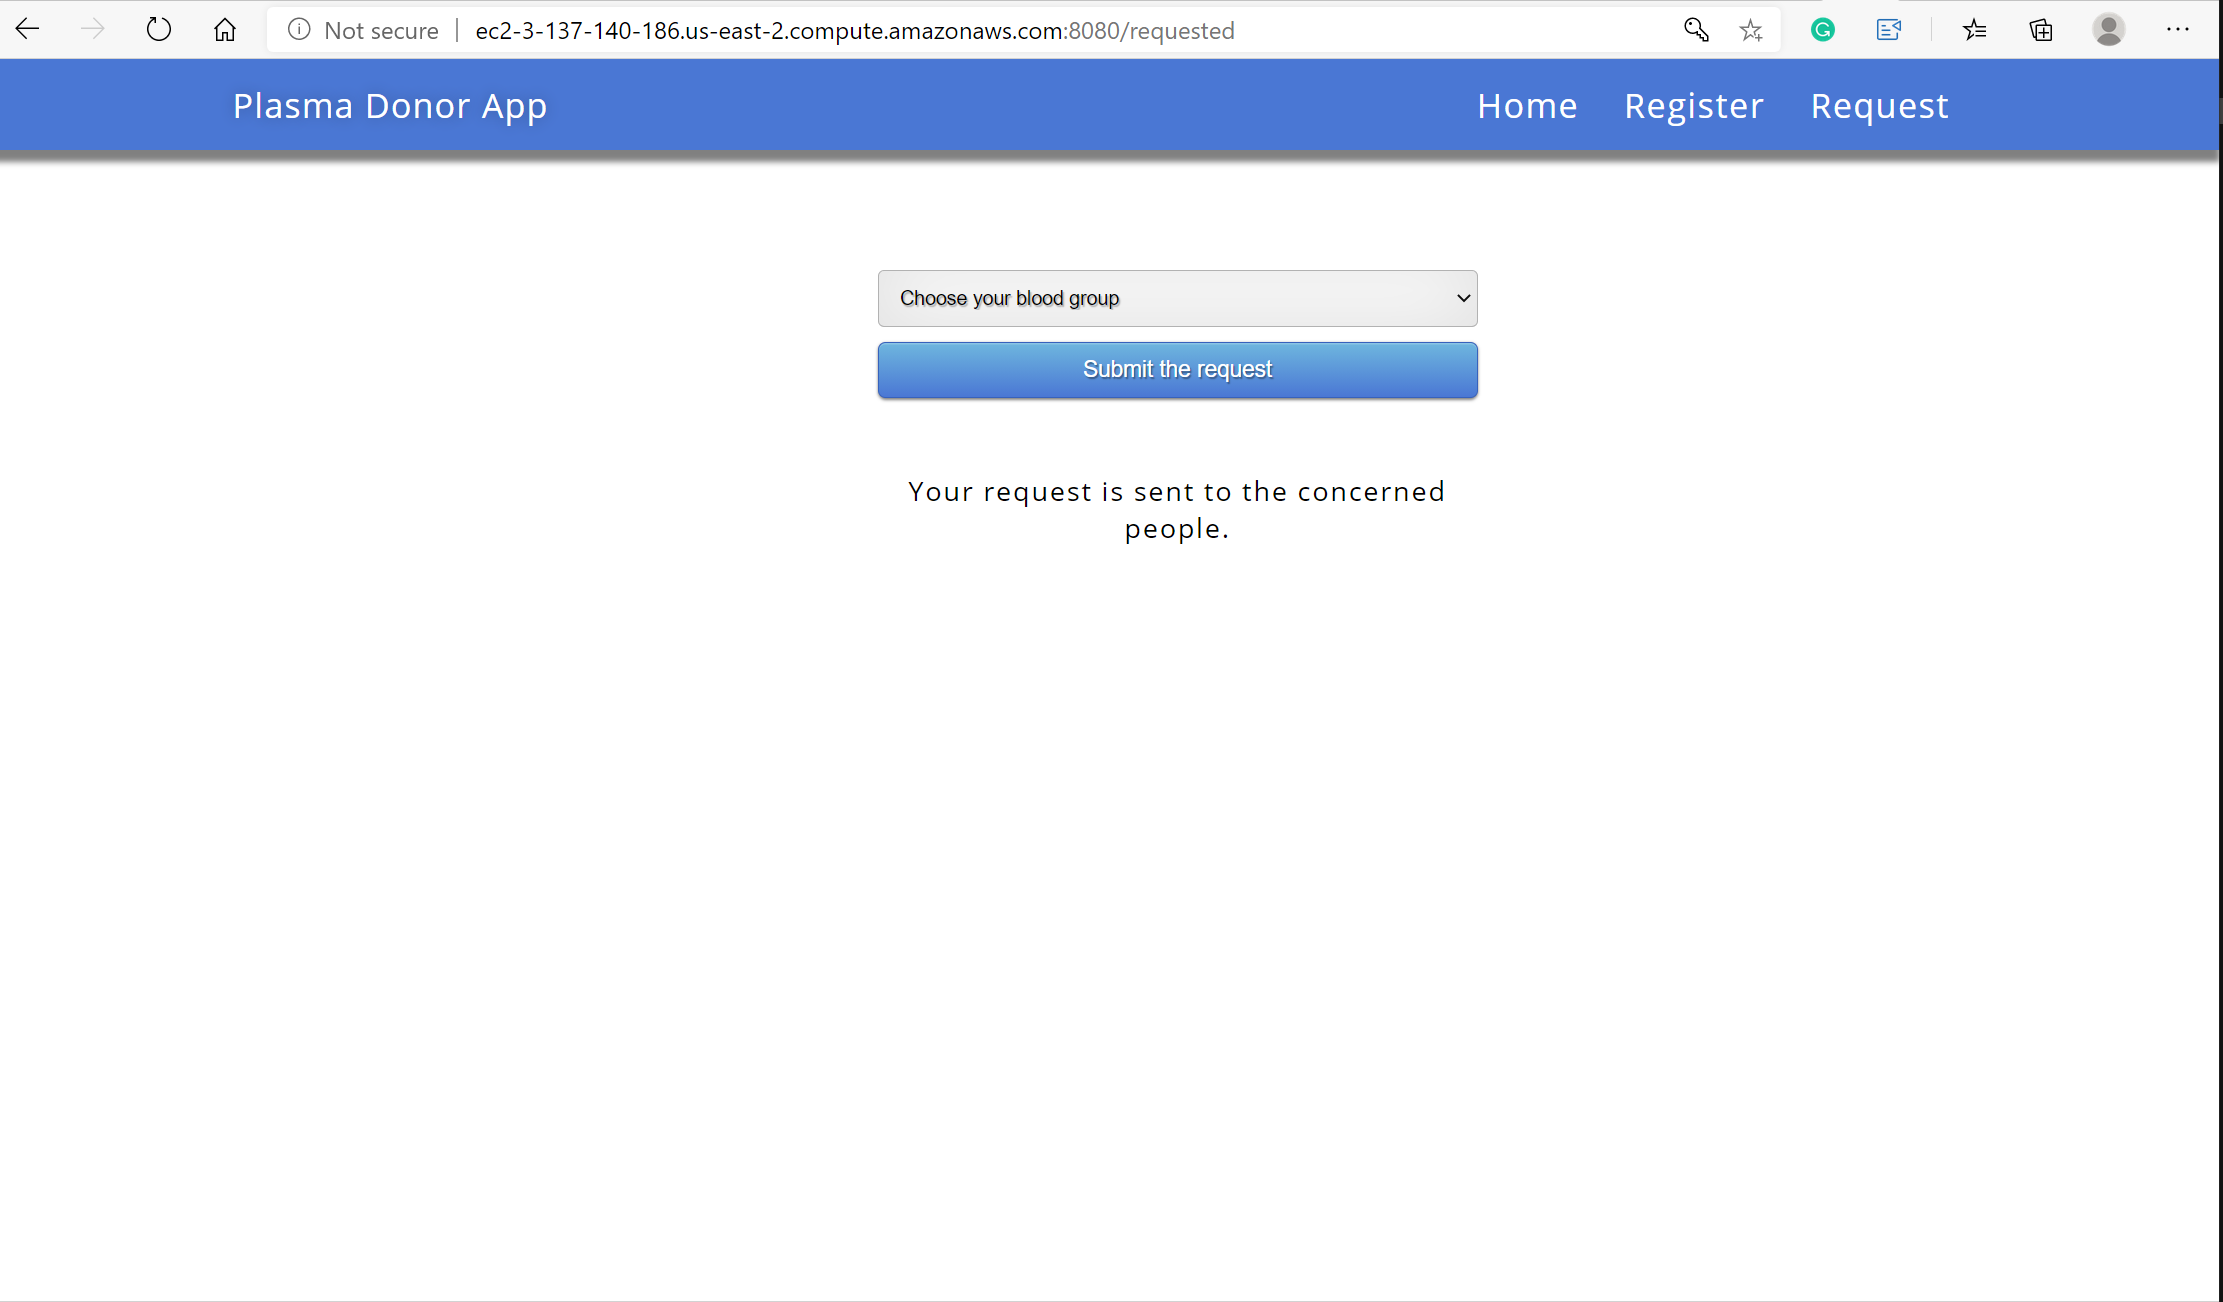 Not secure | ec2-3-137-140-186.us-east-2.compute.amazonaws.com:8080/requested
Plasma Donor App Home Register Request
Choose your blood group
Submit the request
Your request is sent to the concerned
people.